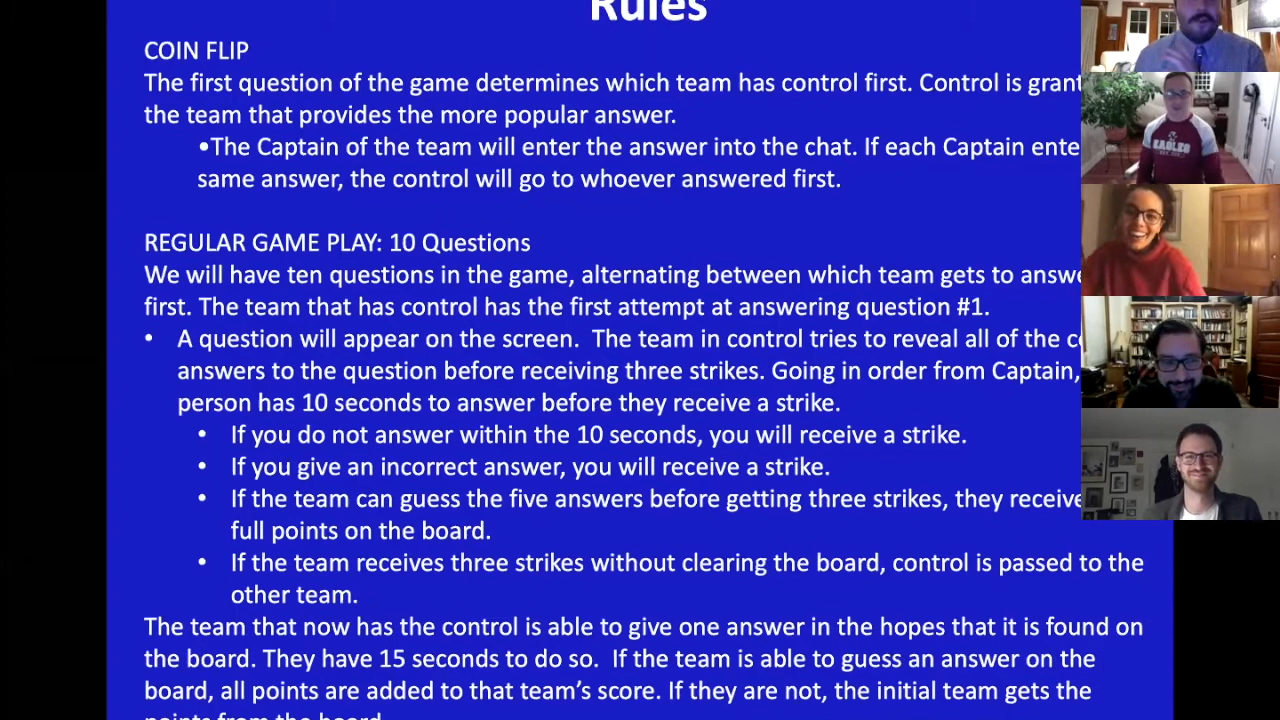 Rules
COIN FLIP
The first question of the game determines which team has control first. Control is grant
the team that provides the more popular answer.
•The Captain of the team will enter the answer into the chat. If each Captain ente
same answer, the control will go to whoever answered first.
REGULAR GAME PLAY: 10 Questions
We will have ten questions in the game, alternating between which team gets to answe
first. The team that has control has the first attempt at answering question #1.
• A question will appear on the screen.  The team in control tries to reveal all of the c
answers to the question before receiving three strikes. Going in order from Captain,
person has 10 seconds to answer before they receive a strike.
• If you do not answer within the 10 seconds, you will receive a strike.
• If you give an incorrect answer, you will receive a strike.
• If the team can guess the five answers before getting three strikes, they receive
full points on the board.
• If the team receives three strikes without clearing the board, control is passed to the
other team.
The team that now has the control is able to give one answer in the hopes that it is found on
the board. They have 15 seconds to do so.  If the team is able to guess an answer on the
board, all points are added to that team’s score. If they are not, the initial team gets the
points from the board.
EAGLES